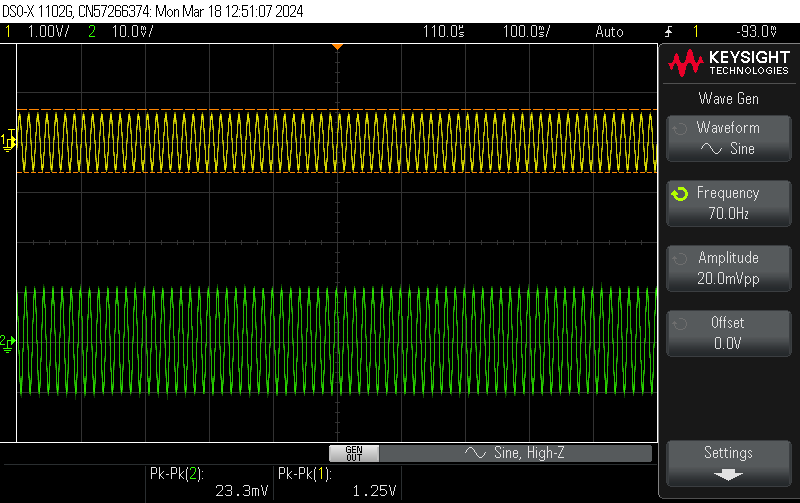 DSO-X 1102G, CN57266374: Mon Mar 18 12:51:07 2024
1 1.00V/ 2 10.0V/ 110.0s 100.0s/ Auto 1 -93.0V
KEYSIGHT
TECHNOLOGIES
Wave Gen
Waveform
Sine
Frequency
70.0Hz
Amplitude
20.0mVpp
Offset
0.0V
1 T
2
GEN
OUT
Sine, High-Z
Settings
Pk-Pk(2):
23.3mV
Pk-Pk(1):
1.25V